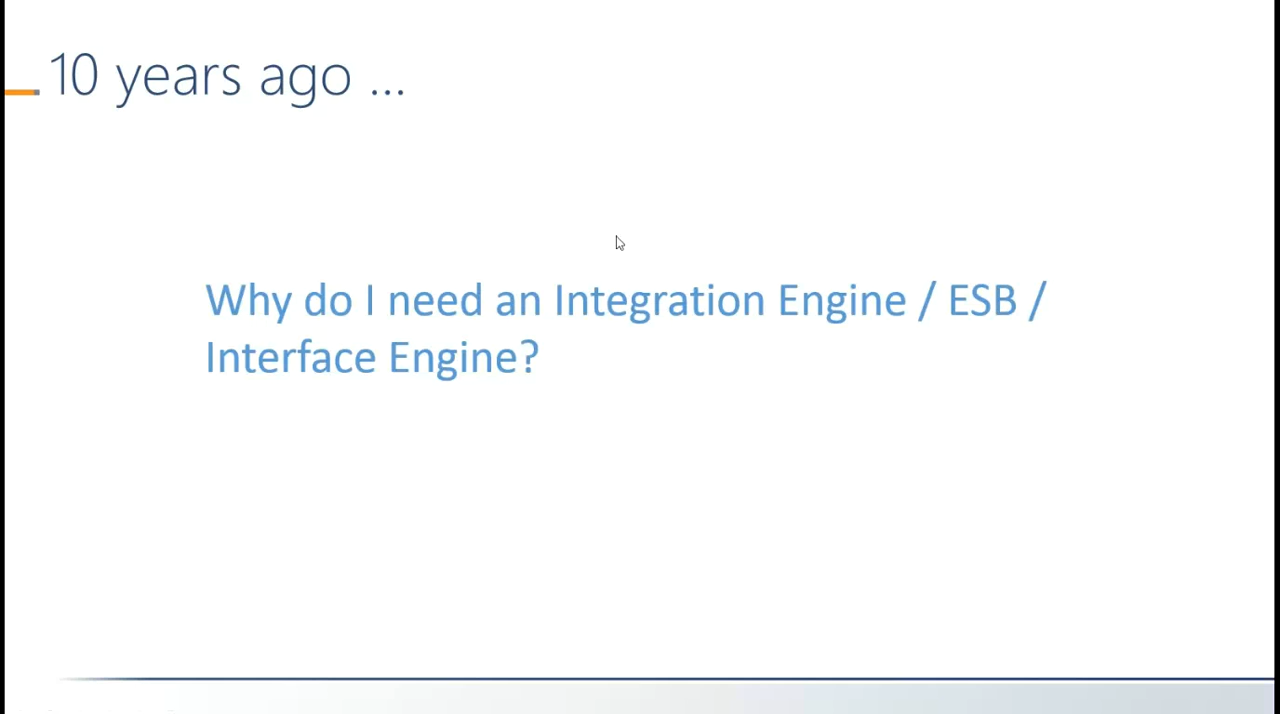 10 years ago ...
Why do I need an Integration Engine / ESB /
Interface Engine?